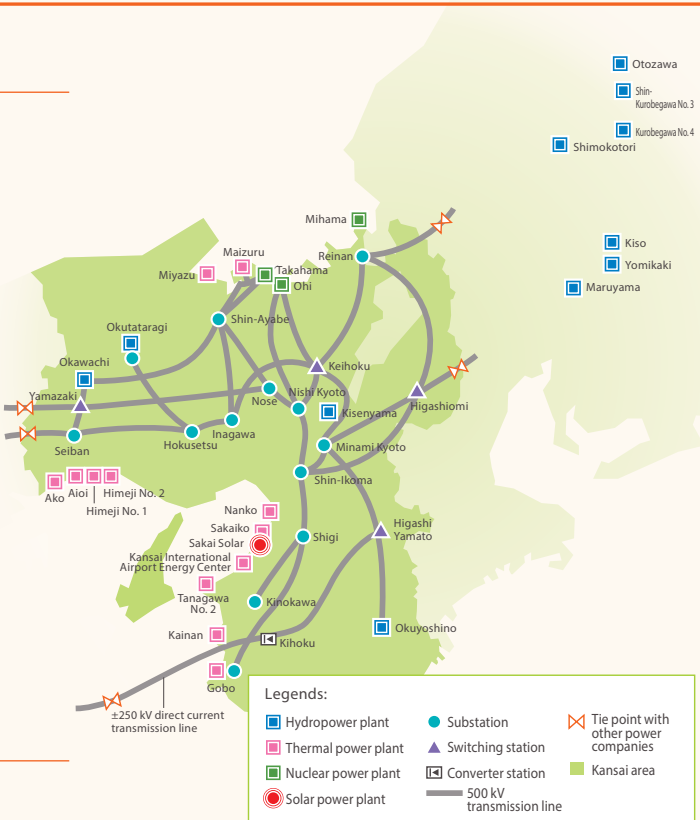 Otozawa
Shin-
Kurobegawa No. 3
Kurobegawa No. 4
Shimokotori
Mihama
Reinan
Maizuru
Miyazu
Takahama
Ohi
Kiso
Yomikaki
Maruyama
Shin-Ayabe
Okutataragi
Okawachi
Keihoku
Yamazaki
Nose
Nishi Kyoto
Kisenyama
Higashiomi
Seiban
Hokusetsu
Inagawa
Minami Kyoto
Shin-Ikoma
Ako
Aioi
Himeji No. 2
Himeji No. 1
Nanko
Sakaiko
Sakai Solar
Shigi
Higashi
Yamato
Kansai International
Airport Energy Center
Tanagawa
No. 2
Kinokawa
Kainan
Kihoku
Okuyoshino
Gobo
±250 kV direct current
transmission line
Legends:
Hydropower plant
Thermal power plant
Nuclear power plant
Solar power plant
Substation
Switching station
Converter station
500 kV
transmission line
Tie point with
other power
companies
Kansai area